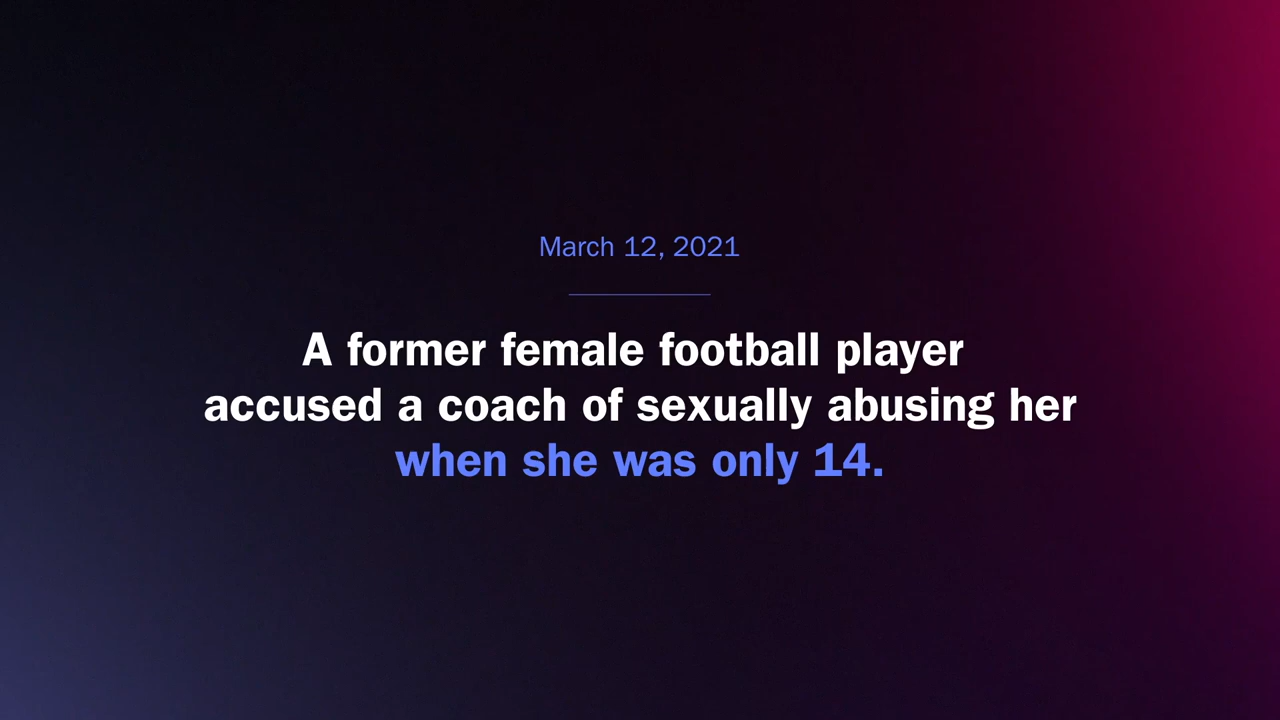 March 12, 2021
A former female football player
accused a coach of sexually abusing her
when she was only 14.